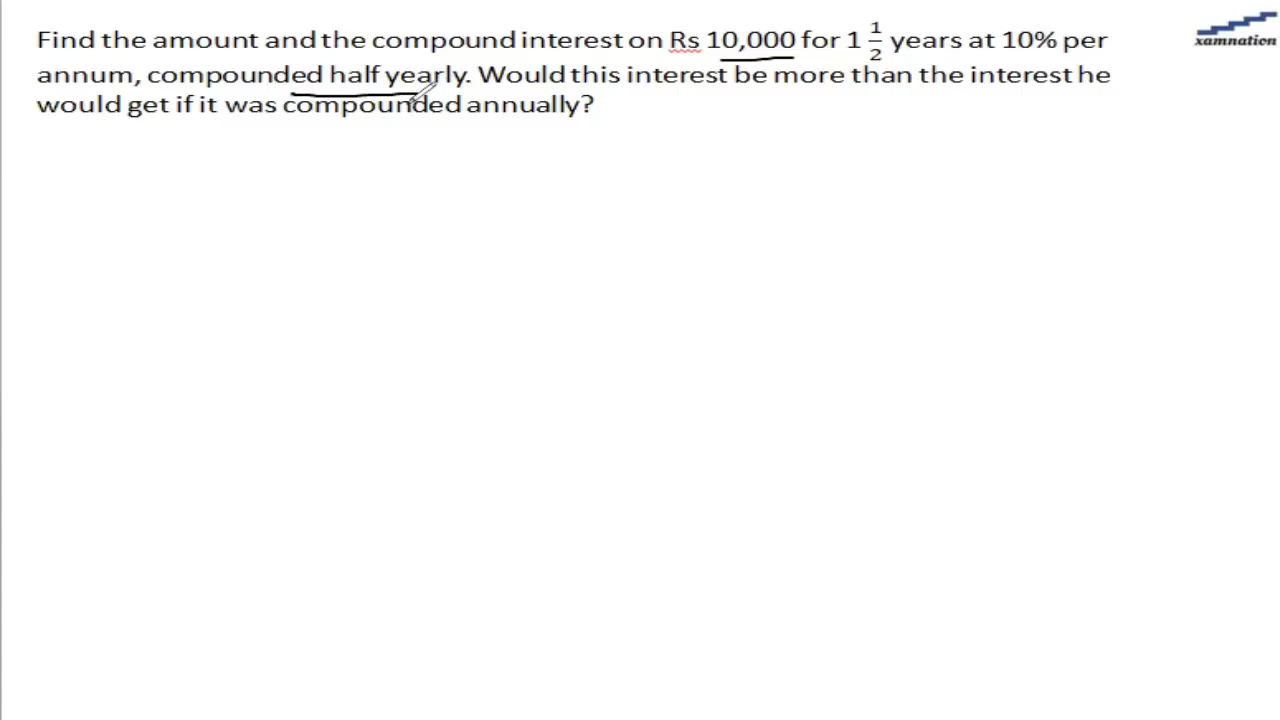 xamnation
Find the amount and the compound interest on Rs 10,000 for 1 1/2 years at 10% per
annum, compounded half yearly. Would this interest be more than the interest he
would get if it was compounded annually?